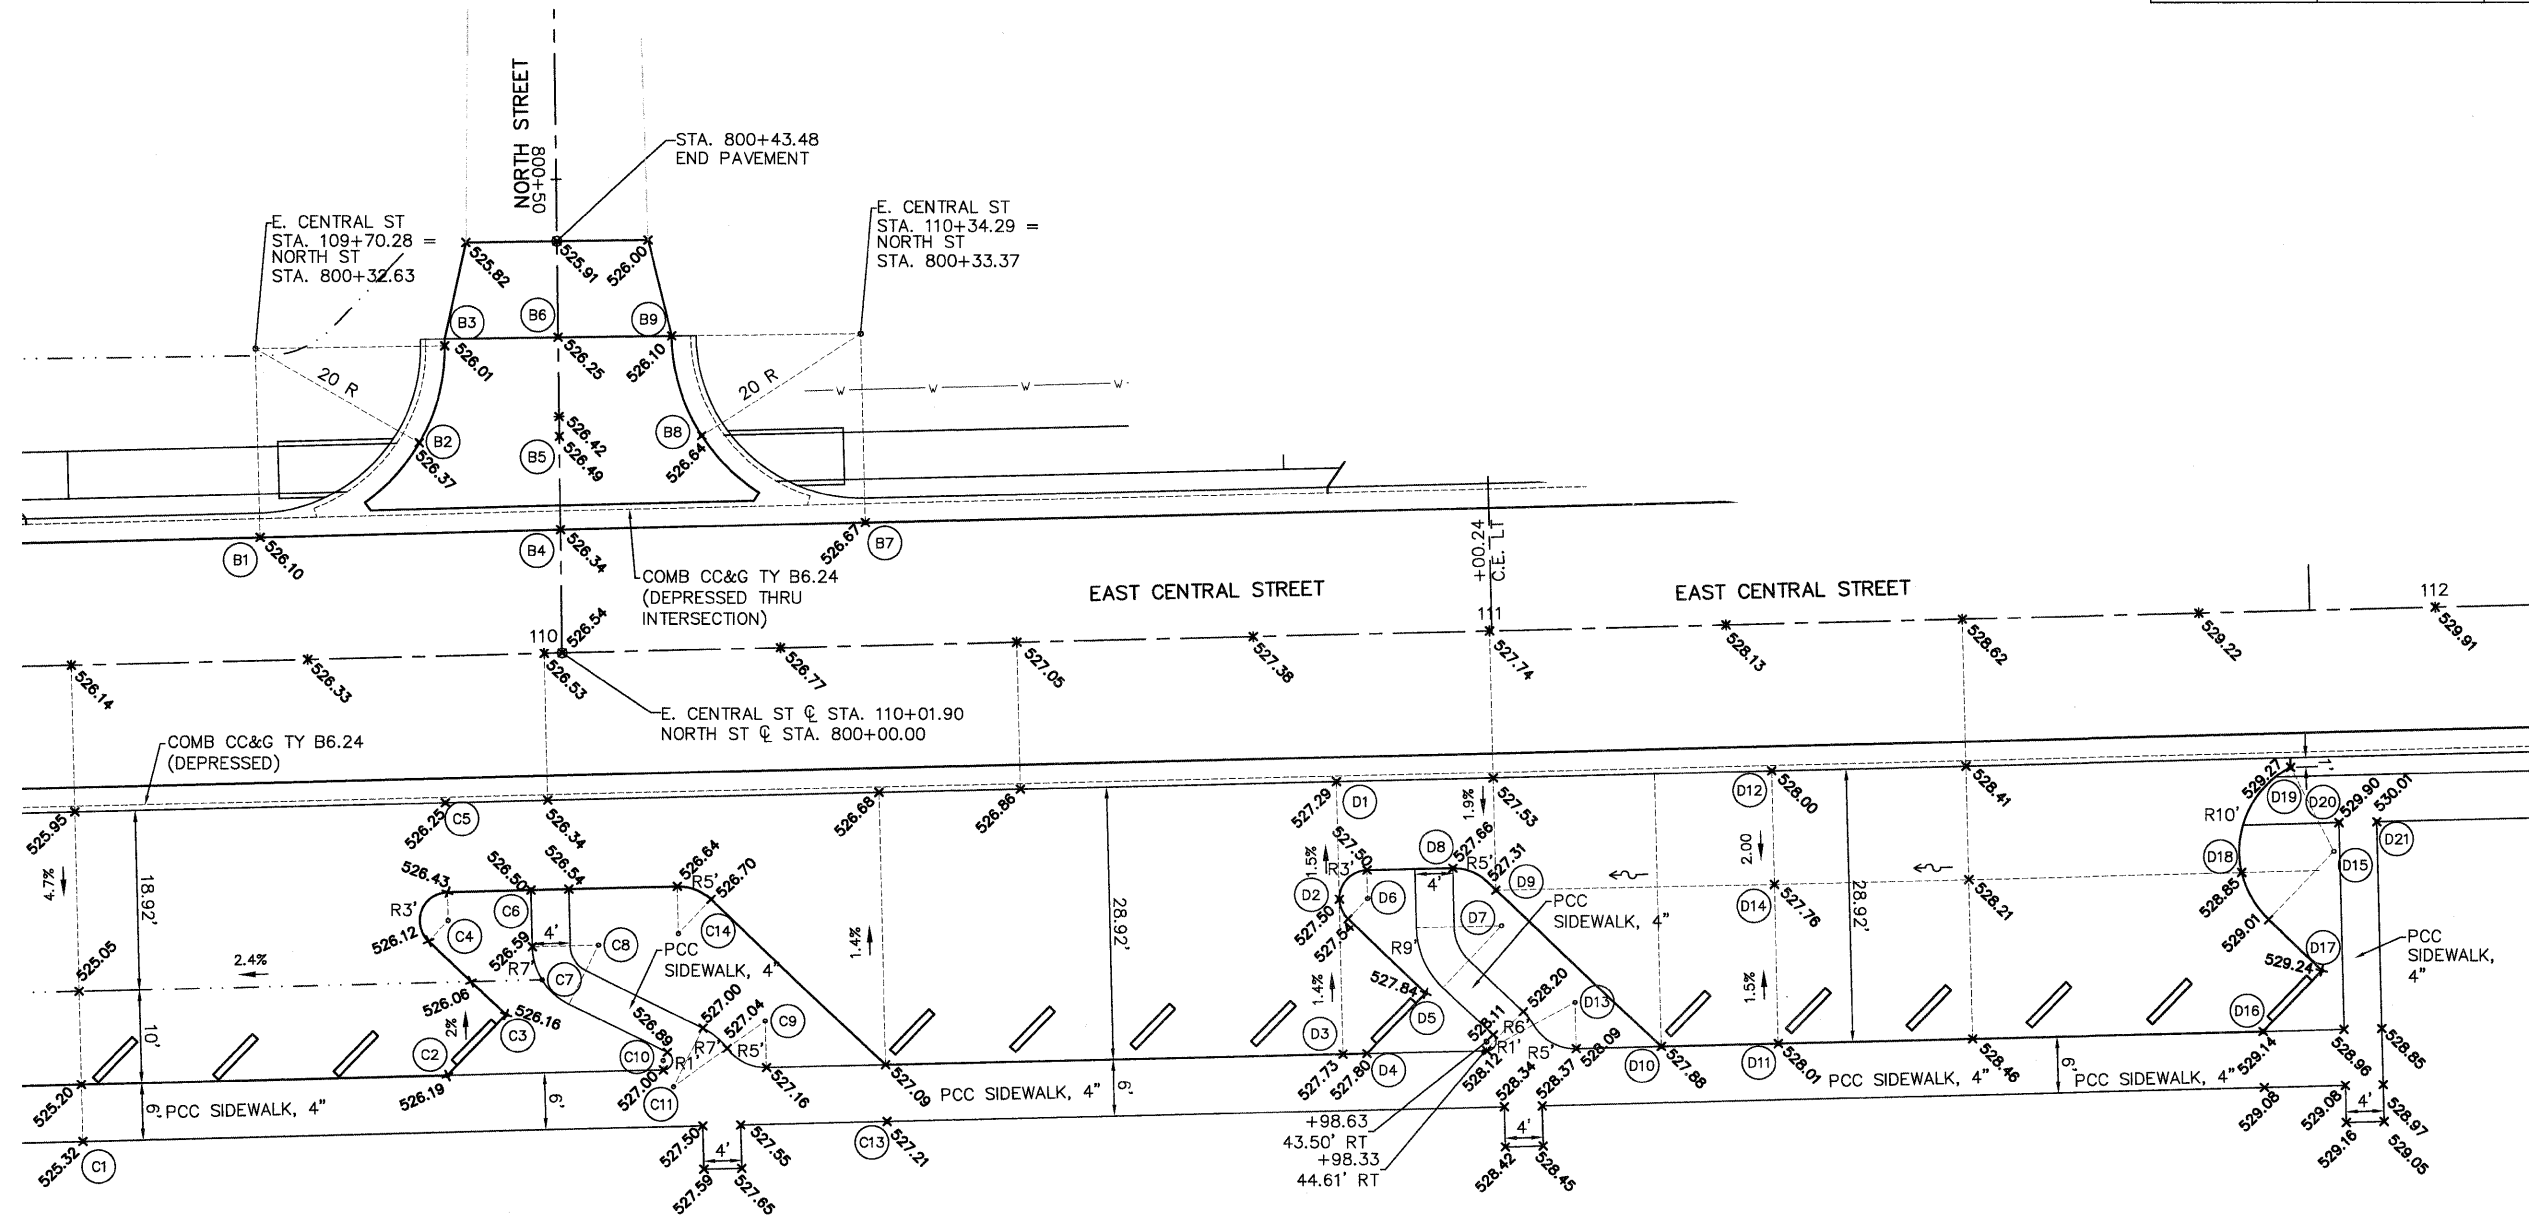 NORTH STREET
800+50
STA. 800+43.48
END PAVEMENT
E. CENTRAL ST
STA. 109+70.28 =
NORTH ST
STA. 800+32.63
E. CENTRAL ST
STA. 110+34.29 =
NORTH ST
STA. 800+33.37
525.82
525.91
526.00
B3
B6
B9
526.01
526.25
526.10
20 R
20 R
W
W
W
W
B2
526.37
526.42
B5
526.49
B8
526.64
B1
526.10
B4
526.34
526.67
B7
COMB CC&G TY B6.24
(DEPRESSED THRU
INTERSECTION)
+00.24
C.E. LT
EAST CENTRAL STREET
EAST CENTRAL STREET
110
111
112
526.14
526.33
526.53
526.54
526.77
527.05
527.38
527.74
528.13
528.62
529.22
529.91
E. CENTRAL ST ℄ STA. 110+01.90
NORTH ST ℄ STA. 800+00.00
COMB CC&G TY B6.24
(DEPRESSED)
525.95
526.25
C5
526.34
526.68
526.86
527.29
D1
1.9%
527.53
D12
528.00
528.41
529.27
1'
D19
D20
529.90
530.01
D21
4.7%
18.92'
526.43
526.50
526.54
526.64
R5'
526.70
R3'
C4
C6
C14
526.12
526.59
4'
C8
R7'
C7
PCC
SIDEWALK, 4"
525.05
2.4%
526.06
526.16
C3
2%
C2
526.19
10'
527.00
527.04
C9
526.89
C10
R1'
R7'
R5'
527.00
C11
527.16
1.4%
28.92'
527.09
527.50
1.5%
R3'
D2
D6
527.50
527.54
D8
527.66
R5'
527.31
4'
D9
D7
R9'
PCC
SIDEWALK, 4"
527.84
D5
1.4%
D3
D4
527.73
527.80
528.20
D13
528.11
R6'
R1'
R5'
528.12
528.34
528.37
528.09
D10
527.88
2.00
D14
527.76
28.92'
528.21
1.5%
D11
528.01
528.46
R10'
D18
D15
528.85
529.01
D17
529.24
D16
529.14
PCC
SIDEWALK,
4"
528.96
528.85
525.20
6'
PCC SIDEWALK, 4"
6'
PCC SIDEWALK, 4"
6'
PCC SIDEWALK, 4"
6'
PCC SIDEWALK, 4"
525.32
C1
527.50
4'
527.55
C13
527.21
527.59
527.65
+98.63
43.50' RT
+98.33
44.61' RT
4'
528.42
528.45
529.08
529.08
4'
528.97
529.16
529.05